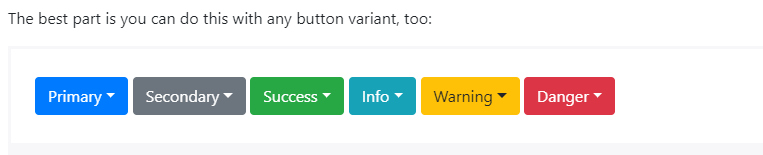 The best part is you can do this with any button variant, too:
Primary Secondary Success Info Warning Danger